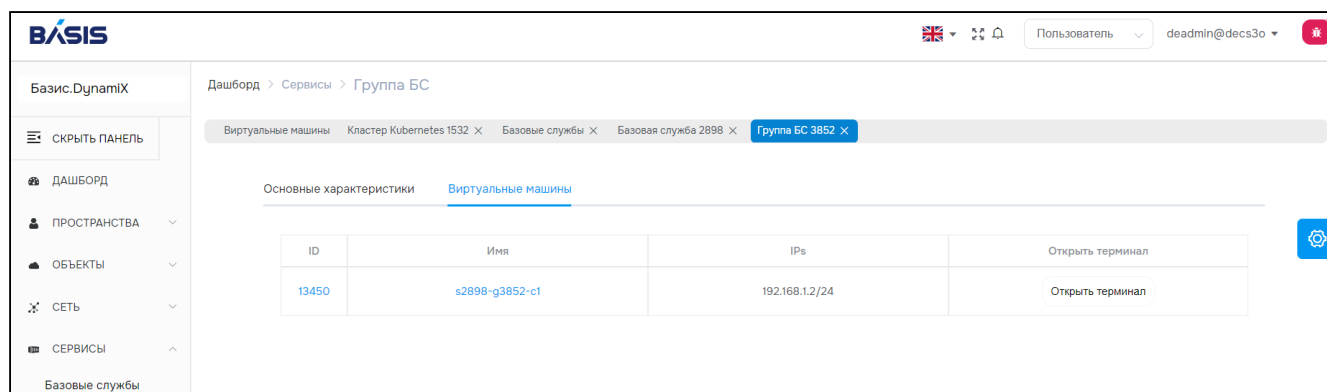 BASIS
Пользователь
deadmin@decs3o
Базис.DynamiX
Дашборд > Сервисы > Группа БС
СКРЫТЬ ПАНЕЛЬ
Виртуальные машины Кластер Kubernetes 1532 × Базовые службы × Базовая служба 2898 × Группа БС 3852 ×
ДАШБОРД
Основные характеристики Виртуальные машины
ПРОСТРАНСТВА
ОБЪЕКТЫ
ID Имя IPs Открыть терминал
13450 s2898-g3852-c1 192.168.1.2/24 Открыть терминал
СЕТЬ
СЕРВИСЫ
Базовые службы